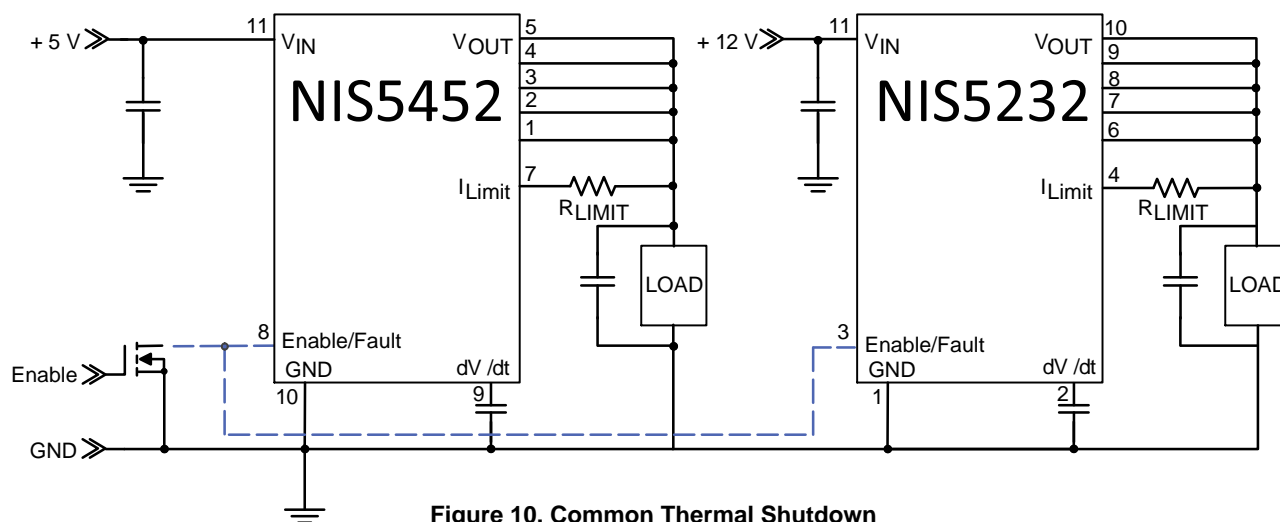 + 5 V
11
VIN
NIS5452
VOUT
5
4
3
2
1
ILimit
7
RLIMIT
LOAD
8
Enable/Fault
GND
10
dV /dt
9
Enable
GND
+ 12 V
11
VIN
NIS5232
VOUT
10
9
8
7
6
ILimit
4
RLIMIT
LOAD
3
Enable/Fault
GND
1
dV /dt
2
Figure 10. Common Thermal Shutdown